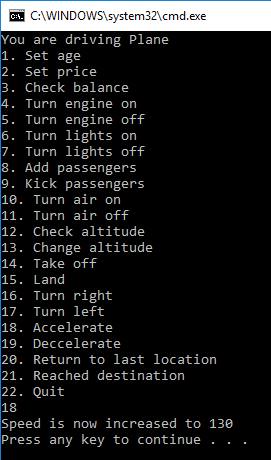 C:\WINDOWS\system32\cmd.exe
You are driving Plane
1. Set age
2. Set price
3. Check balance
4. Turn engine on
5. Turn engine off
6. Turn lights on
7. Turn lights off
8. Add passengers
9. Kick passengers
10. Turn air on
11. Turn air off
12. Check altitude
13. Change altitude
14. Take off
15. Land
16. Turn right
17. Turn left
18. Accelerate
19. Deccelerate
20. Return to last location
21. Reached destination
22. Quit
18
Speed is now increased to 130
Press any key to continue . . .